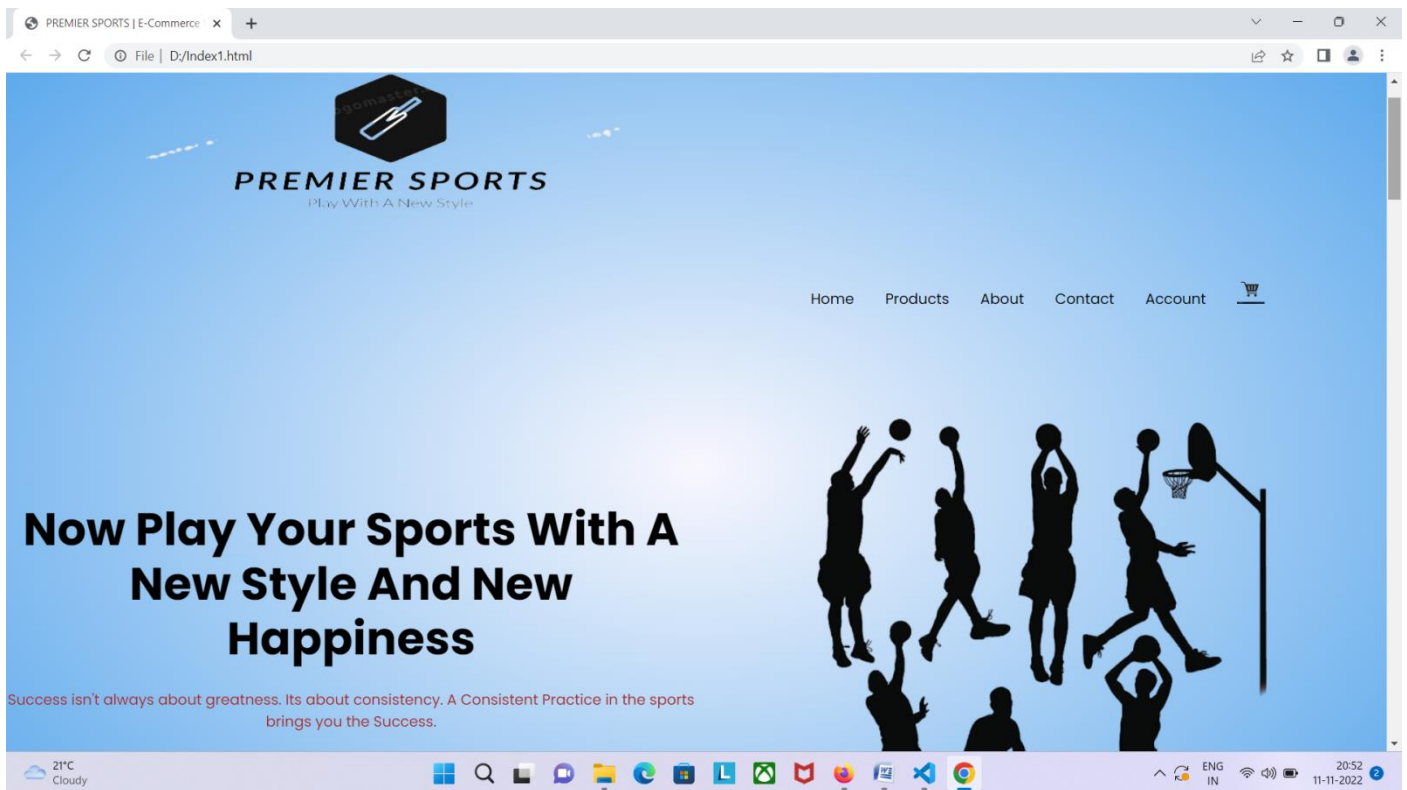 PREMIER SPORTS | E-Commerce
File | D:/Index1.html
ogomaster.
PREMIER SPORTS
Play With A New Style
Home Products About Contact Account
Now Play Your Sports With A
New Style And New
Happiness
Success isn't always about greatness. Its about consistency. A Consistent Practice in the sports
brings you the Success.
21°C
Cloudy
L
ENG
IN
20:52
11-11-2022
2